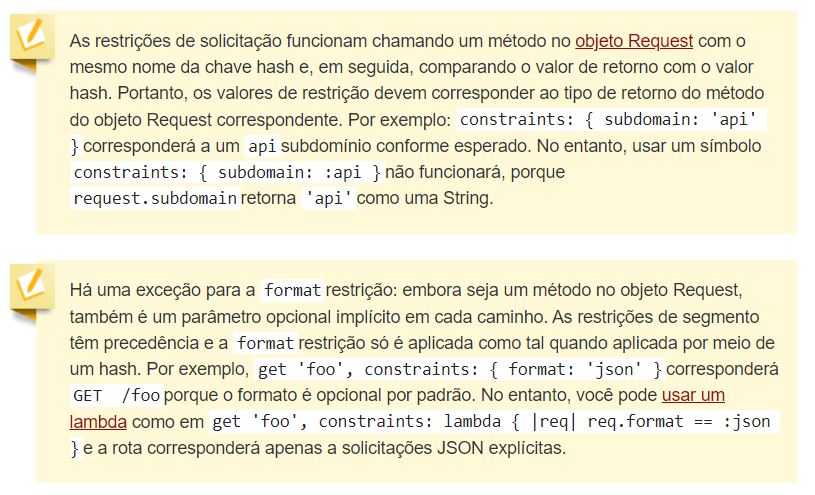 As restrições de solicitação funcionam chamando um método no objeto Request com o
mesmo nome da chave hash e, em seguida, comparando o valor de retorno com o valor
hash. Portanto, os valores de restrição devem corresponder ao tipo de retorno do método
do objeto Request correspondente. Por exemplo: constraints: { subdomain: 'api'
} corresponderá a um api subdomínio conforme esperado. No entanto, usar um símbolo
constraints: { subdomain: :api } não funcionará, porque
request.subdomain retorna 'api' como uma String.
Há uma exceção para a format restrição: embora seja um método no objeto Request,
também é um parâmetro opcional implícito em cada caminho. As restrições de segmento
têm precedência e a format restrição só é aplicada como tal quando aplicada por meio de
um hash. Por exemplo, get 'foo', constraints: { format: 'json' } corresponderá
GET  /foo porque o formato é opcional por padrão. No entanto, você pode usar um
lambda como em get 'foo', constraints: lambda { |req| req.format == :json
} e a rota corresponderá apenas a solicitações JSON explícitas.